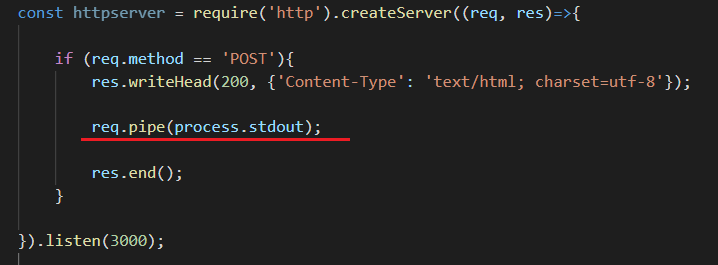 const httpserver = require('http').createServer((req, res)=>{
if (req.method == 'POST'){
res.writeHead(200, {'Content-Type': 'text/html; charset=utf-8'});
req.pipe(process.stdout);
res.end();
}
}).listen(3000);